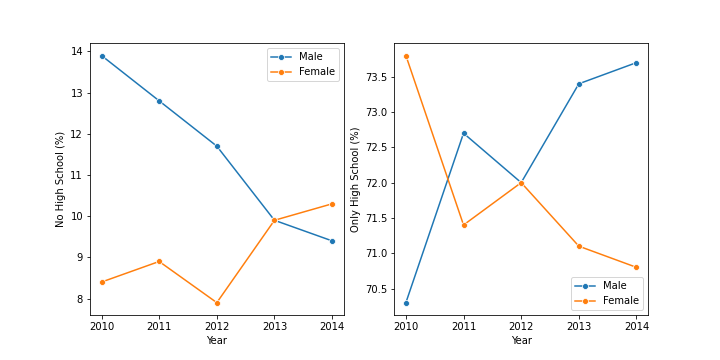 No High School (%)
14
13
12
11
10
9
8
2010 2011 2012 2013 2014
Year
Male
Female
Only High School (%)
73.5
73.0
72.5
72.0
71.5
71.0
70.5
2010 2011 2012 2013 2014
Year
Male
Female